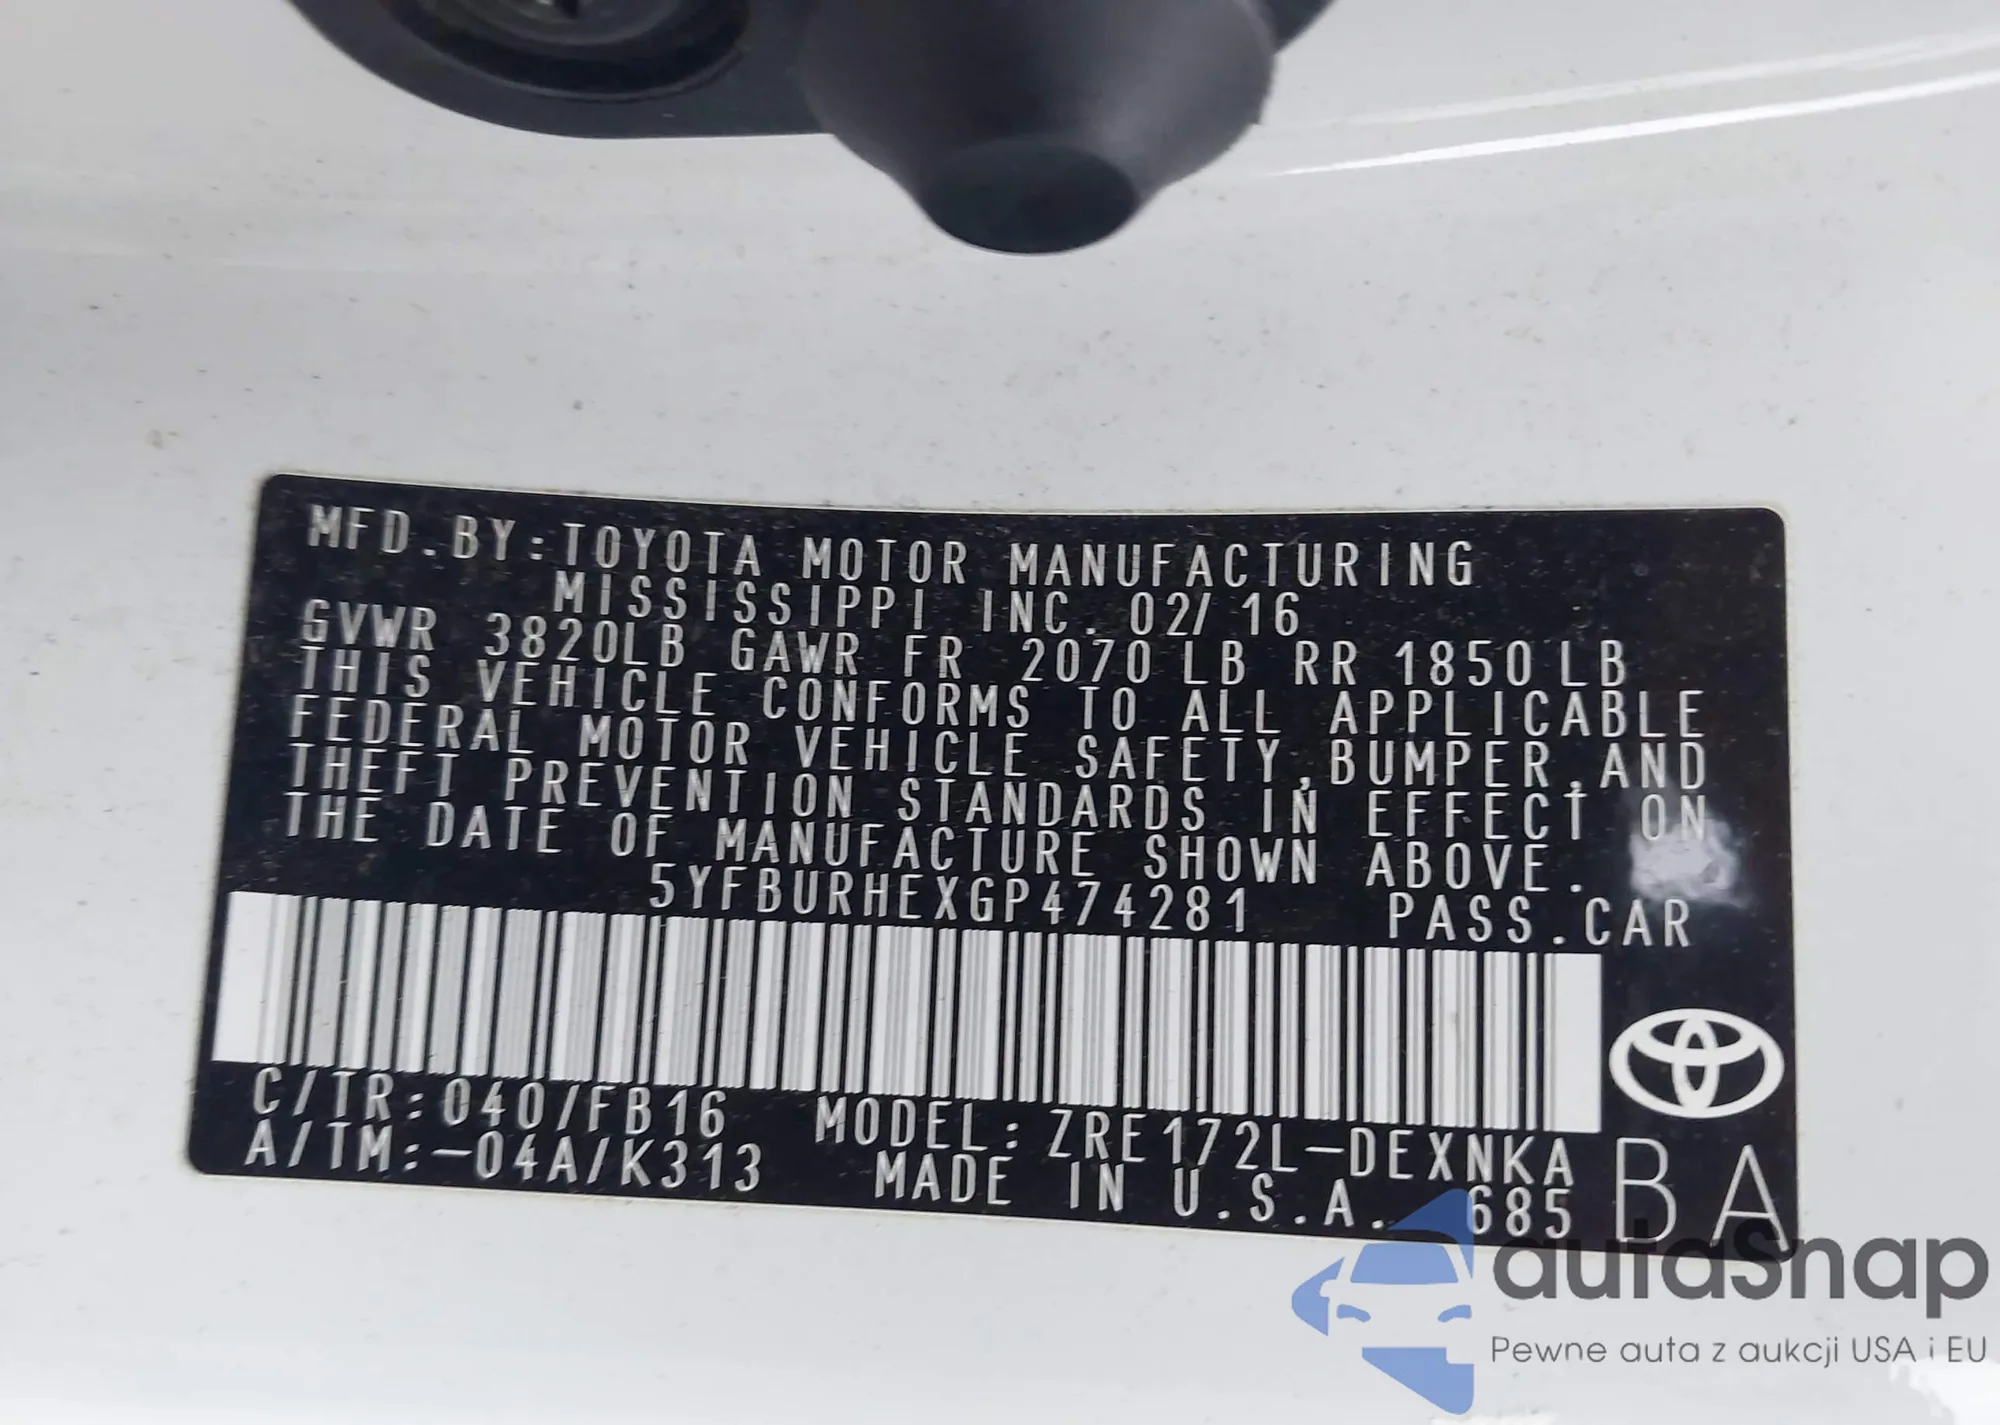 MFD.BY:TOYOTA MOTOR MANUFACTURING
MISSISSIPPI INC. 02/16
GVWR 3820LB GAWR FR 2070LB RR 1850LB
THIS VEHICLE CONFORMS TO ALL APPLICABLE
FEDERAL MOTOR VEHICLE SAFETY,BUMPER,AND
THEFT PREVENTION STANDARDS IN EFFECT ON
THE DATE OF MANUFACTURE SHOWN ABOVE.
5YFBURHEXGP474281 PASS.CAR
C/TR:040/FB16 MODEL:ZRE172L-DEXNKA
A/TM:-04A/K313 MADE IN U.S.A. 685
BA
autaSnap
Pewne auta z aukcji USA i EU